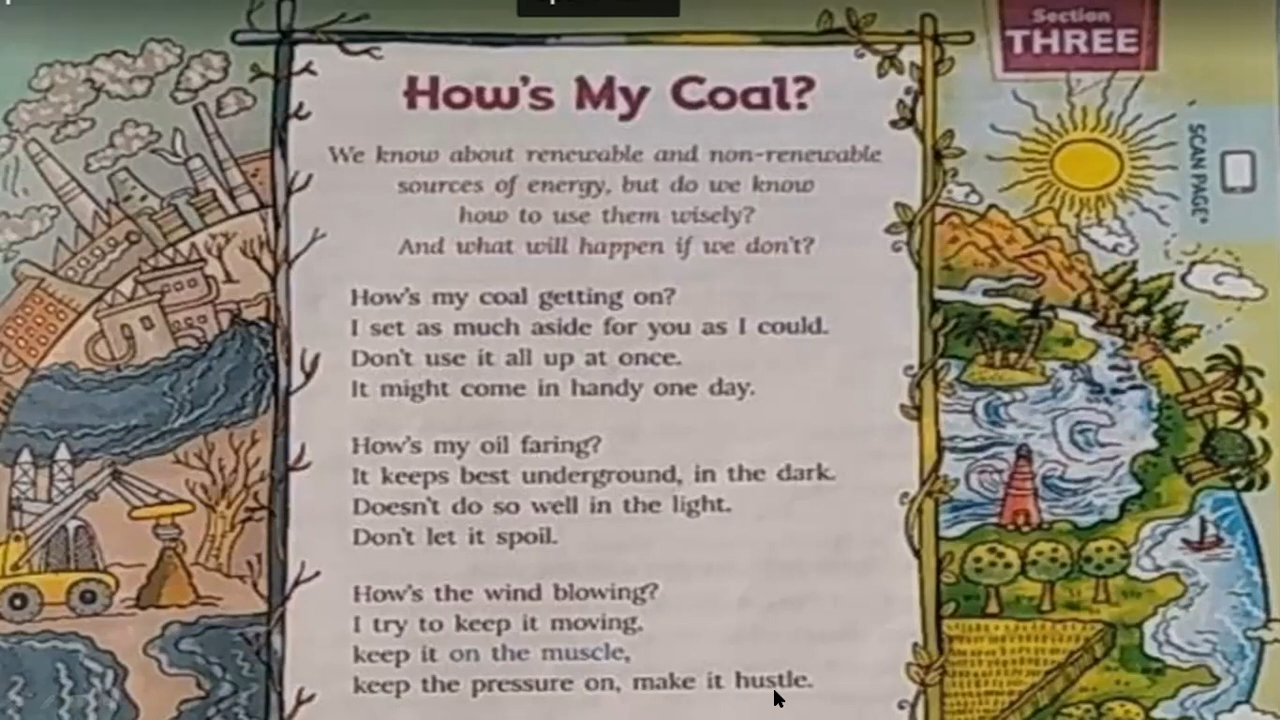 Section
THREE
How's My Coal?
We know about renewable and non-renewable
sources of energy, but do we know
how to use them wisely?
And what will happen if we don't?
How's my coal getting on?
I set as much aside for you as I could.
Don't use it all up at once.
It might come in handy one day.
How's my oil faring?
It keeps best underground, in the dark.
Doesn't do so well in the light.
Don't let it spoil.
How's the wind blowing?
I try to keep it moving,
keep it on the muscle,
keep the pressure on, make it hustle.
SCAN PAGE